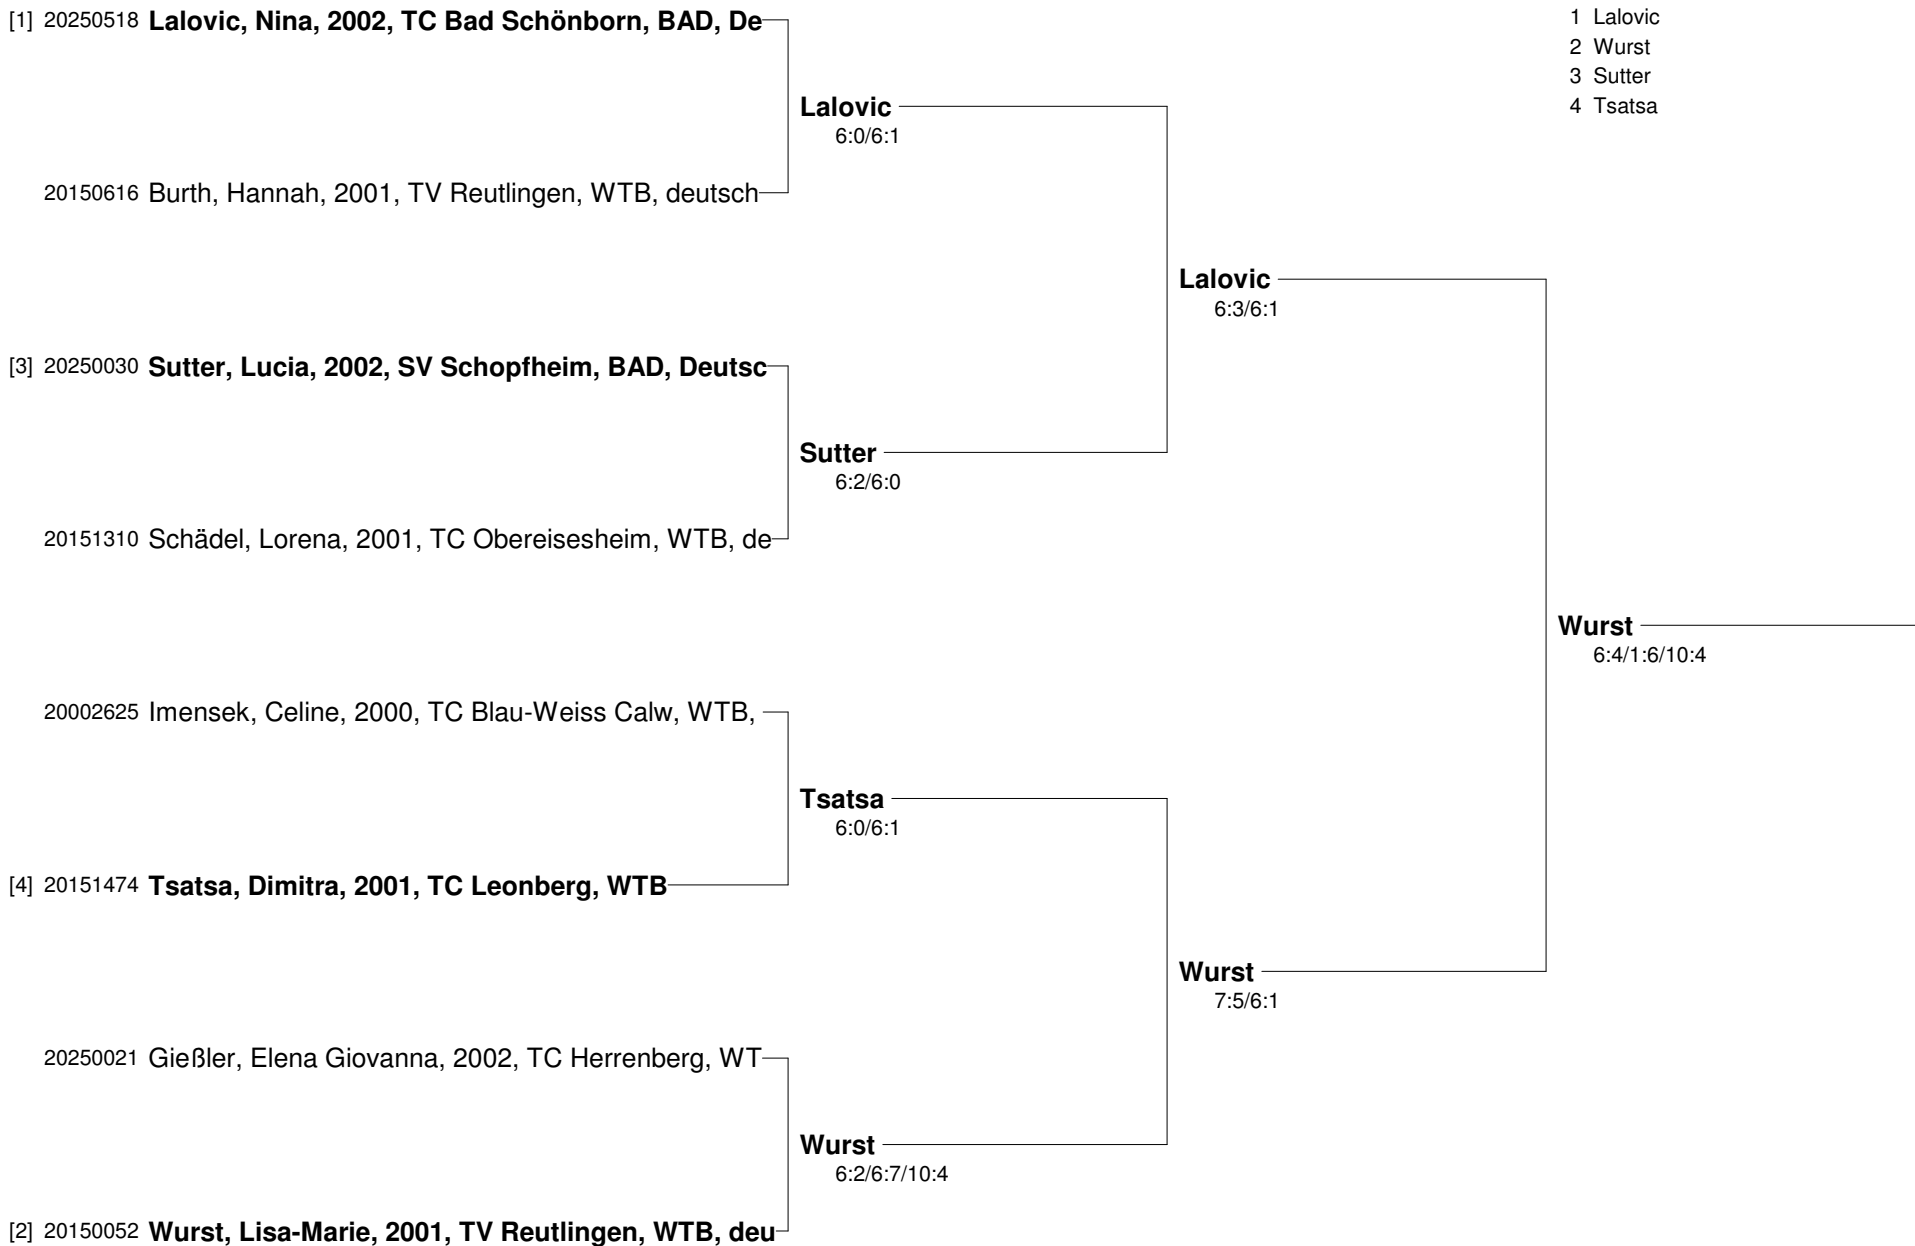 [1] 20250518 Lalovic, Nina, 2002, TC Bad Schönborn, BAD, De
1 Lalovic
2 Wurst
3 Sutter
4 Tsatsa
Lalovic
6:0/6:1
20150616 Burth, Hannah, 2001, TV Reutlingen, WTB, deutsch
Lalovic
6:3/6:1
[3] 20250030 Sutter, Lucia, 2002, SV Schopfheim, BAD, Deutsc
Sutter
6:2/6:0
20151310 Schädel, Lorena, 2001, TC Obereisesheim, WTB, de
Wurst
6:4/1:6/10:4
20002625 Imensek, Celine, 2000, TC Blau-Weiss Calw, WTB,
Tsatsa
6:0/6:1
[4] 20151474 Tsatsa, Dimitra, 2001, TC Leonberg, WTB
Wurst
7:5/6:1
20250021 Gießler, Elena Giovanna, 2002, TC Herrenberg, WT
Wurst
6:2/6:7/10:4
[2] 20150052 Wurst, Lisa-Marie, 2001, TV Reutlingen, WTB, deu